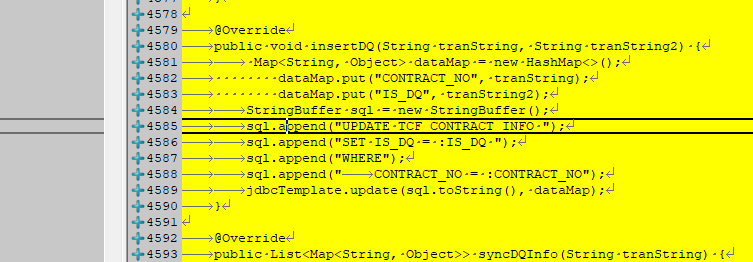 4578
4579 @Override
4580 public void insertDQ(String tranString, String tranString2) {
4581 Map<String, Object> dataMap = new HashMap<>();
4582 dataMap.put("CONTRACT_NO", tranString);
4583 dataMap.put("IS_DQ", tranString2);
4584 StringBuffer sql = new StringBuffer();
4585 sql.append("UPDATE TCF_CONTRACT_INFO ");
4586 sql.append("SET IS_DQ = :IS_DQ ");
4587 sql.append("WHERE");
4588 sql.append(" CONTRACT_NO = :CONTRACT_NO");
4589 jdbcTemplate.update(sql.toString(), dataMap);
4590 }
4591
4592 @Override
4593 public List<Map<String, Object>> syncDQInfo(String tranString) {